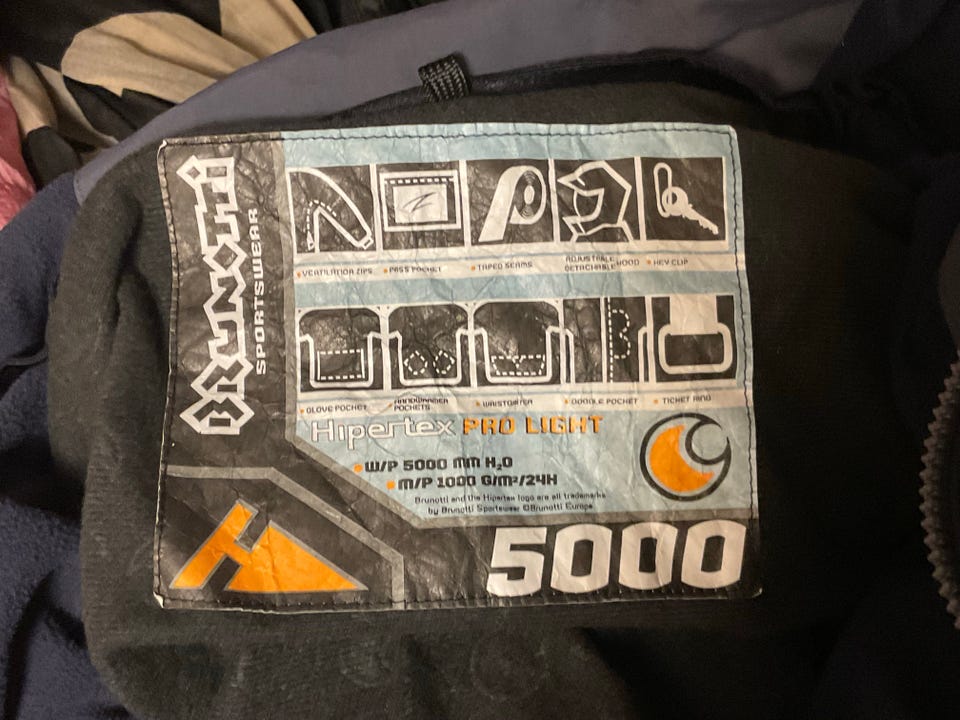 BRUNOTTI
SPORTSWEAR
VENTILATION ZIPS
PASS POCKET
TAPED SEAMS
ADJUSTABLE
DETACHABLE HOOD
KEY CLIP
GLOVE POCKET
HANDWARMER
POCKETS
WAISTGAITER
GOGGLE POCKET
TICKET RING
Hipertex PRO LIGHT
W/P 5000 mm H₂O
M/P 1000 G/M²/24H
Brunotti and the Hipertex logo are all trademarks
by Brunotti Sportswear ©Brunotti Europe
5000